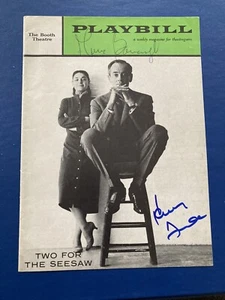 The Booth
Theatre
PLAYBILL
a weekly magazine for theatregoers
TWO FOR
THE SEESAW